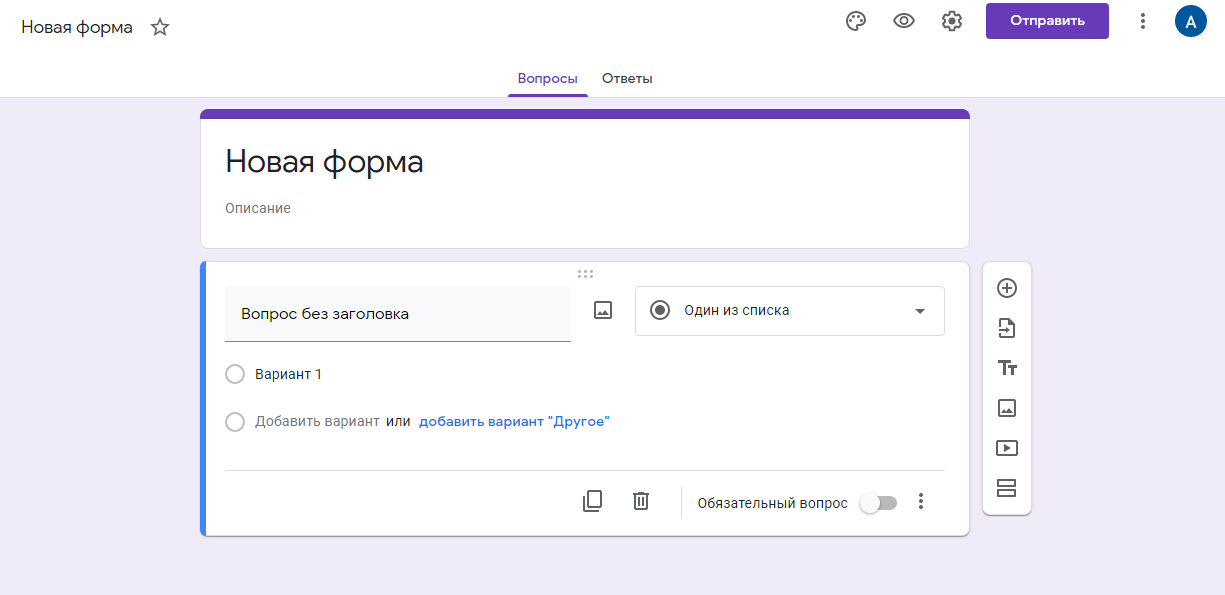 Новая форма
Отправить
А
Вопросы Ответы
Новая форма
Описание
Вопрос без заголовка
Один из списка
Вариант 1
Добавить вариант или добавить вариант "Другое"
Тт
Обязательный вопрос